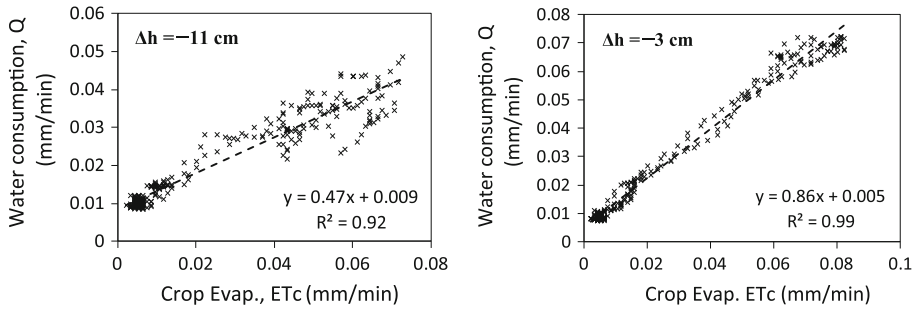 Water consumption, Q
(mm/min)
0.06
0.05
0.04
0.03
0.02
0.01
0
Δh =−11 cm
y = 0.47x + 0.009
R² = 0.92
0
0.02
0.04
0.06
0.08
Crop Evap., ETc (mm/min)
Water consumption, Q
(mm/min)
0.08
0.07
0.06
0.05
0.04
0.03
0.02
0.01
0
Δh =−3 cm
y = 0.86x + 0.005
R² = 0.99
0
0.02
0.04
0.06
0.08
0.1
Crop Evap. ETc (mm/min)